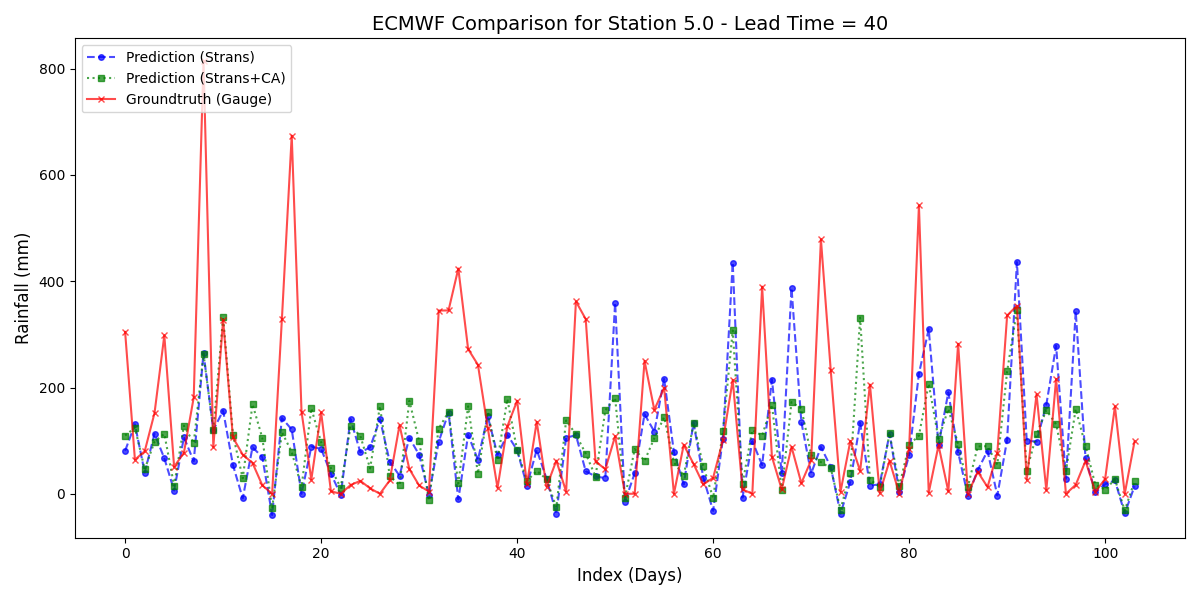 ECMWF Comparison for Station 5.0 - Lead Time = 40
Prediction (Strans)
Prediction (Strans+CA)
Groundtruth (Gauge)
Rainfall (mm)
800
600
400
200
0
0 20 40 60 80 100
Index (Days)